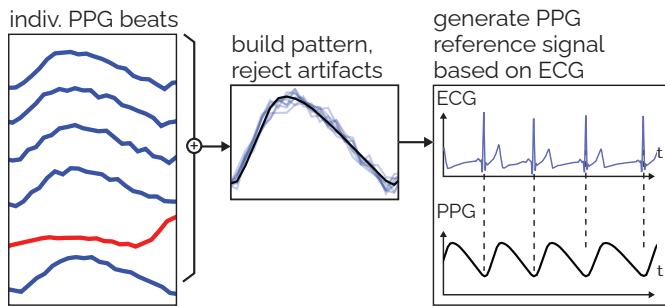 indiv. PPG beats
build pattern,
reject artifacts
generate PPG
reference signal
based on ECG
ECG
t
PPG
t